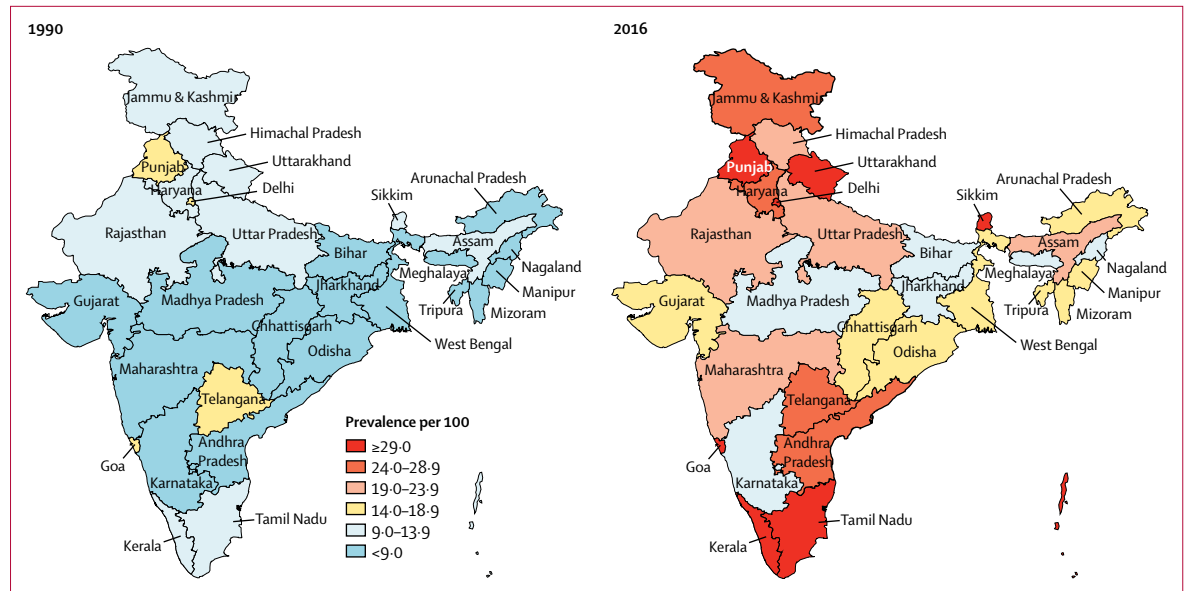 1990
Jammu & Kashmir
Himachal Pradesh
Punjab
Uttarakhand
Haryana
Delhi
Sikkim
Arunachal Pradesh
Rajasthan
Uttar Pradesh
Assam
Bihar
Nagaland
Meghalaya
Manipur
Jharkhand
Gujarat
Madhya Pradesh
Tripura
Mizoram
Chhattisgarh
West Bengal
Odisha
Maharashtra
Telangana
Goa
Andhra
Pradesh
Karnataka
Tamil Nadu
Kerala
Prevalence per 100
≥29·0
24·0–28·9
19·0–23·9
14·0–18·9
9·0–13·9
<9·0
2016
Jammu & Kashmir
Himachal Pradesh
Punjab
Uttarakhand
Haryana
Delhi
Sikkim
Arunachal Pradesh
Rajasthan
Uttar Pradesh
Assam
Bihar
Nagaland
Meghalaya
Manipur
Jharkhand
Gujarat
Madhya Pradesh
Tripura
Mizoram
Chhattisgarh
West Bengal
Odisha
Maharashtra
Telangana
Goa
Andhra
Pradesh
Karnataka
Tamil Nadu
Kerala